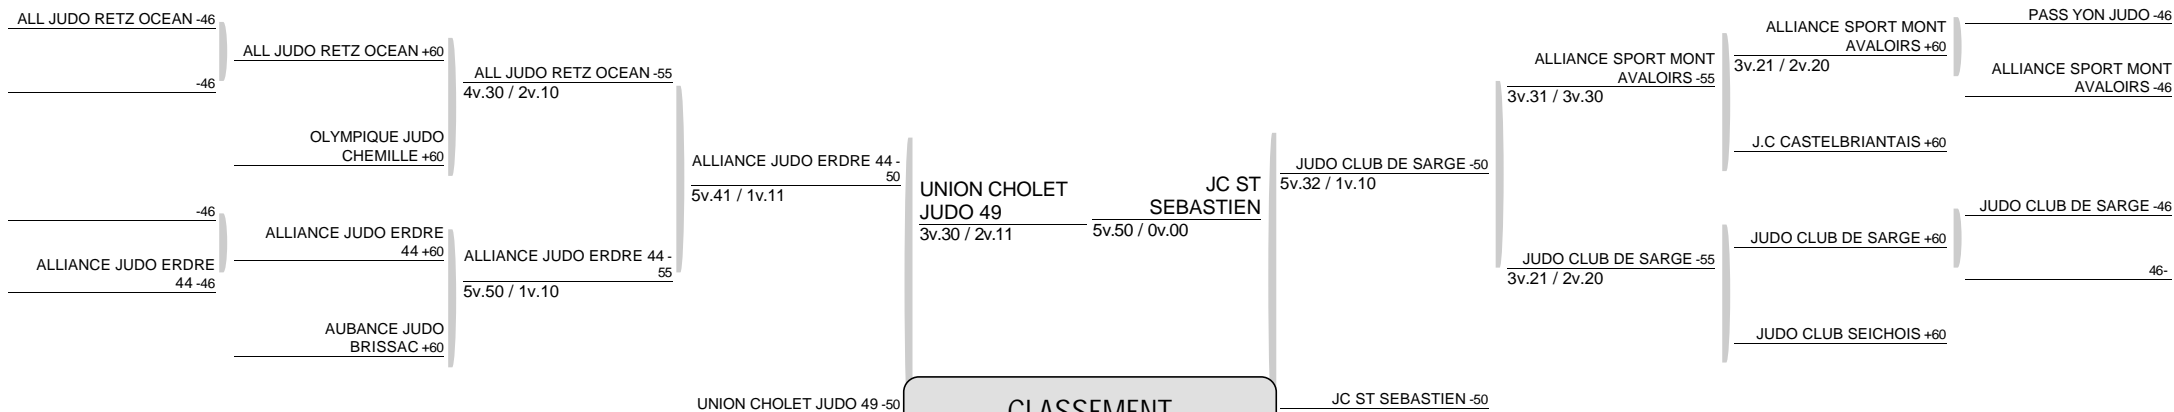 ALL JUDO RETZ OCEAN -46
-46
-46
ALLIANCE JUDO ERDRE
44 -46
ALL JUDO RETZ OCEAN +60
OLYMPIQUE JUDO
CHEMILLE +60
ALLIANCE JUDO ERDRE
44 +60
AUBANCE JUDO
BRISSAC +60
ALL JUDO RETZ OCEAN -55
4v.30 / 2v.10
ALLIANCE JUDO ERDRE 44 -
55
5v.50 / 1v.10
ALLIANCE JUDO ERDRE 44 -
50
5v.41 / 1v.11
UNION CHOLET JUDO 49 -50
UNION CHOLET
JUDO 49
3v.30 / 2v.11
CLASSEMENT
JC ST
SEBASTIEN
5v.50 / 0v.00
JUDO CLUB DE SARGE -50
5v.32 / 1v.10
JC ST SEBASTIEN -50
ALLIANCE SPORT MONT
AVALOIRS -55
3v.31 / 3v.30
JUDO CLUB DE SARGE -55
3v.21 / 2v.20
ALLIANCE SPORT MONT
AVALOIRS +60
3v.21 / 2v.20
J.C CASTELBRIANTAIS +60
JUDO CLUB DE SARGE +60
JUDO CLUB SEICHOIS +60
PASS YON JUDO -46
ALLIANCE SPORT MONT
AVALOIRS -46
JUDO CLUB DE SARGE -46
46-